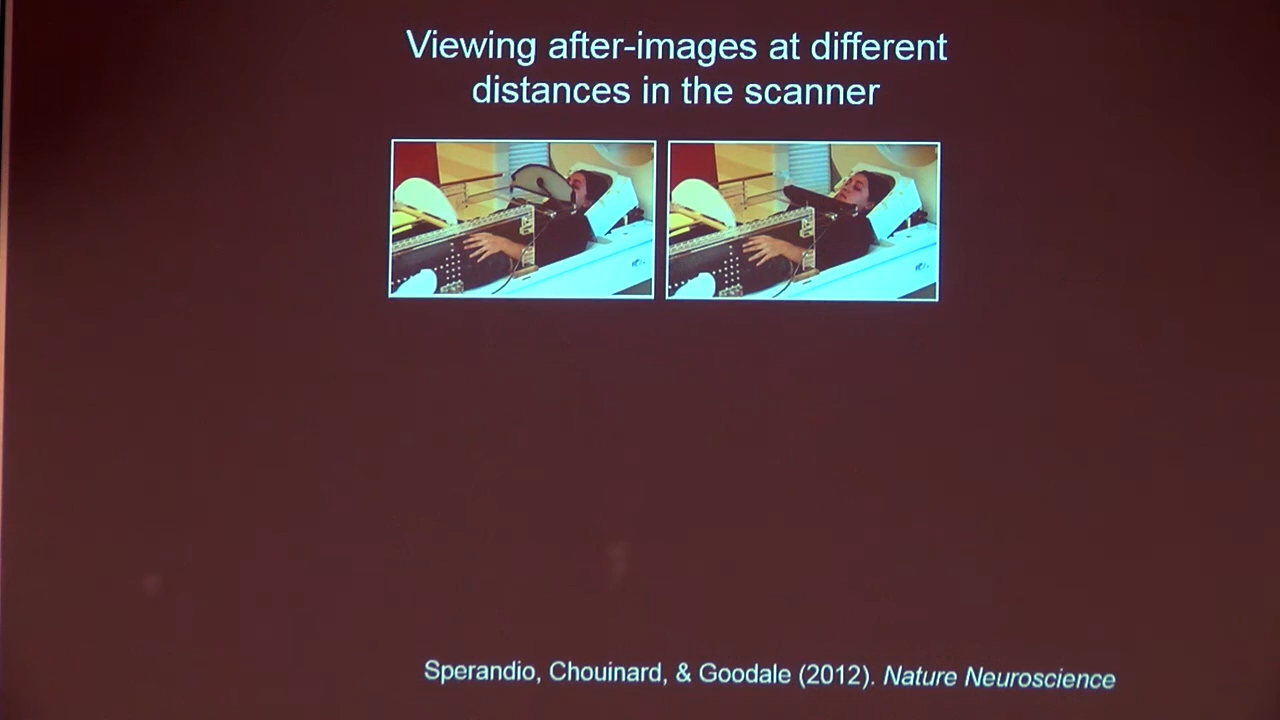 Viewing after-images at different
distances in the scanner
Sperandio, Chouinard, & Goodale (2012). Nature Neuroscience